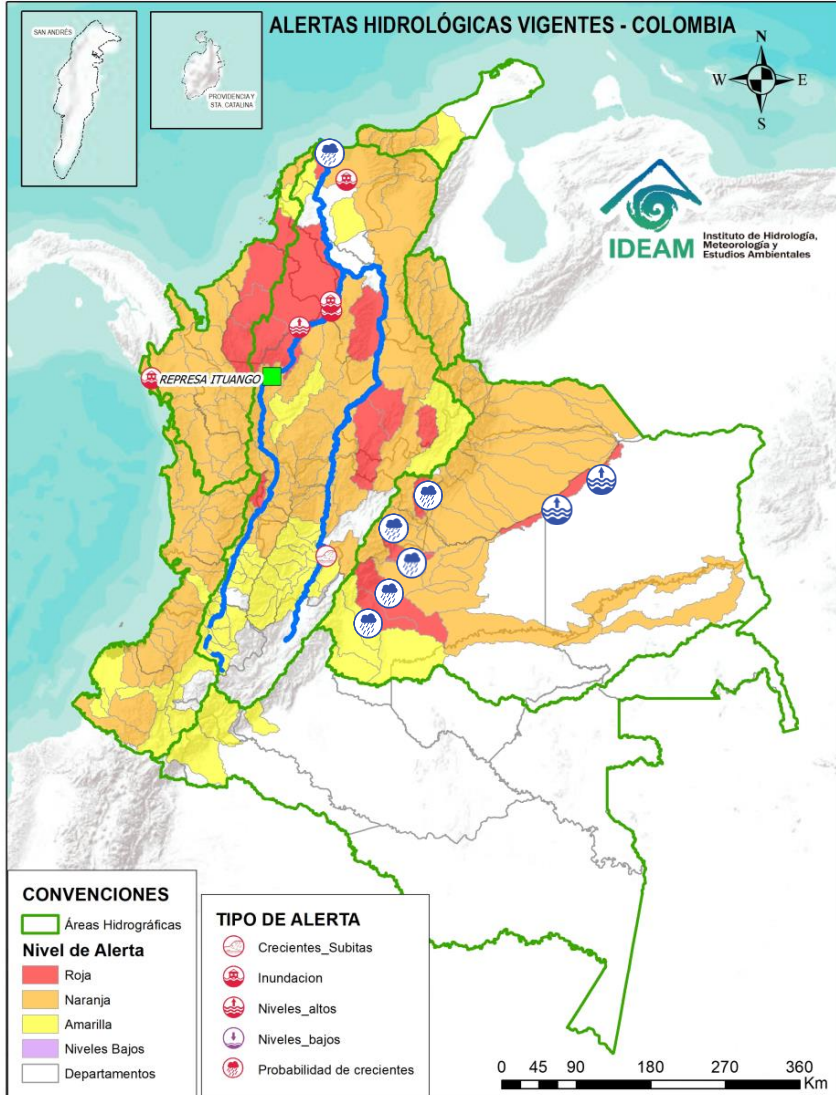 ALERTAS HIDROLÓGICAS VIGENTES - COLOMBIA
SAN ANDRÉS
PROVIDENCIA Y
STA. CATALINA
N
W
E
S
IDEAM
Instituto de Hidrología,
Meteorología y
Estudios Ambientales
REPRESA ITUANGO
CONVENCIONES
Áreas Hidrográficas
Nivel de Alerta
Roja
Naranja
Amarilla
Niveles Bajos
Departamentos
TIPO DE ALERTA
Crecientes_Subitas
Inundacion
Niveles_altos
Niveles_bajos
Probabilidad de crecientes
0 45 90 180 270 360
Km